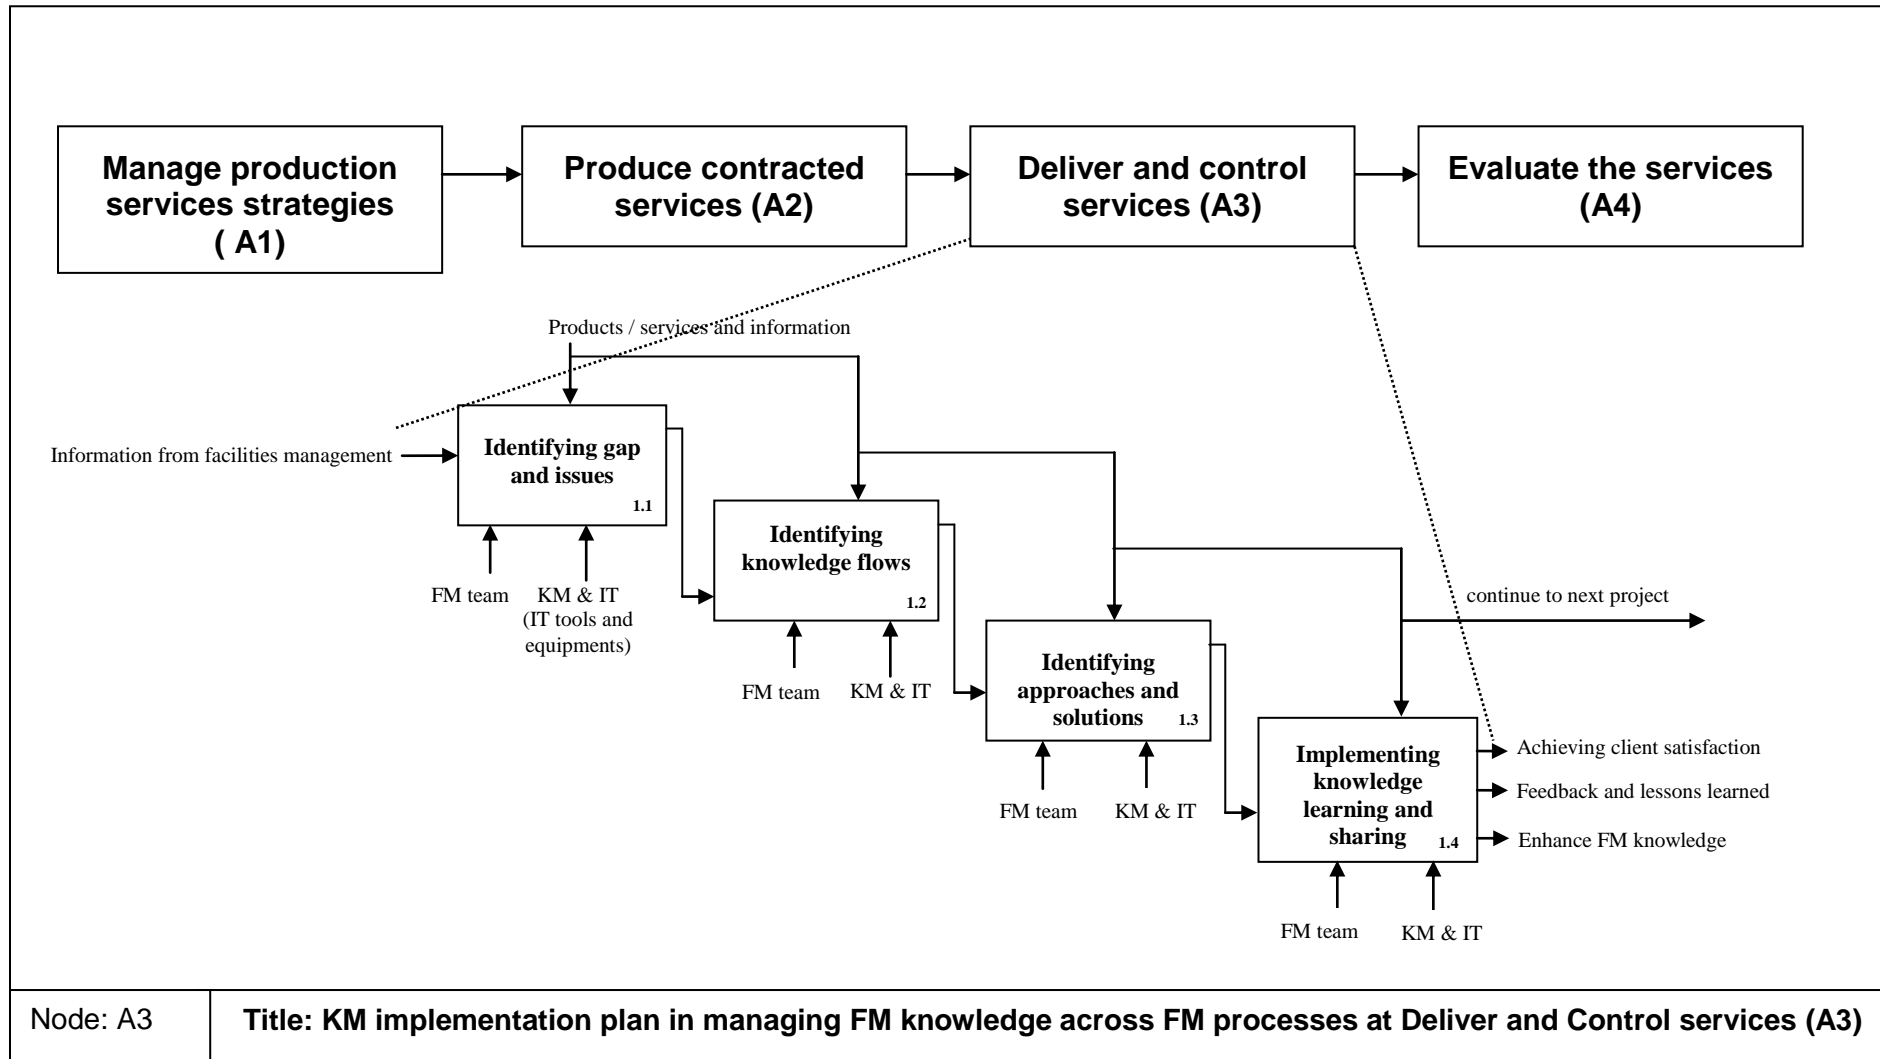 Manage production
services strategies
( A1)
Produce contracted
services (A2)
Deliver and control
services (A3)
Evaluate the services
(A4)
Products / services and information
Information from facilities management
Identifying gap
and issues
1.1
FM team
KM & IT
(IT tools and
equipments)
Identifying
knowledge flows
1.2
FM team
KM & IT
Identifying
approaches and
solutions
1.3
FM team
KM & IT
continue to next project
Implementing
knowledge
learning and
sharing
1.4
Achieving client satisfaction
Feedback and lessons learned
Enhance FM knowledge
FM team
KM & IT
Node: A3
Title: KM implementation plan in managing FM knowledge across FM processes at Deliver and Control services (A3)